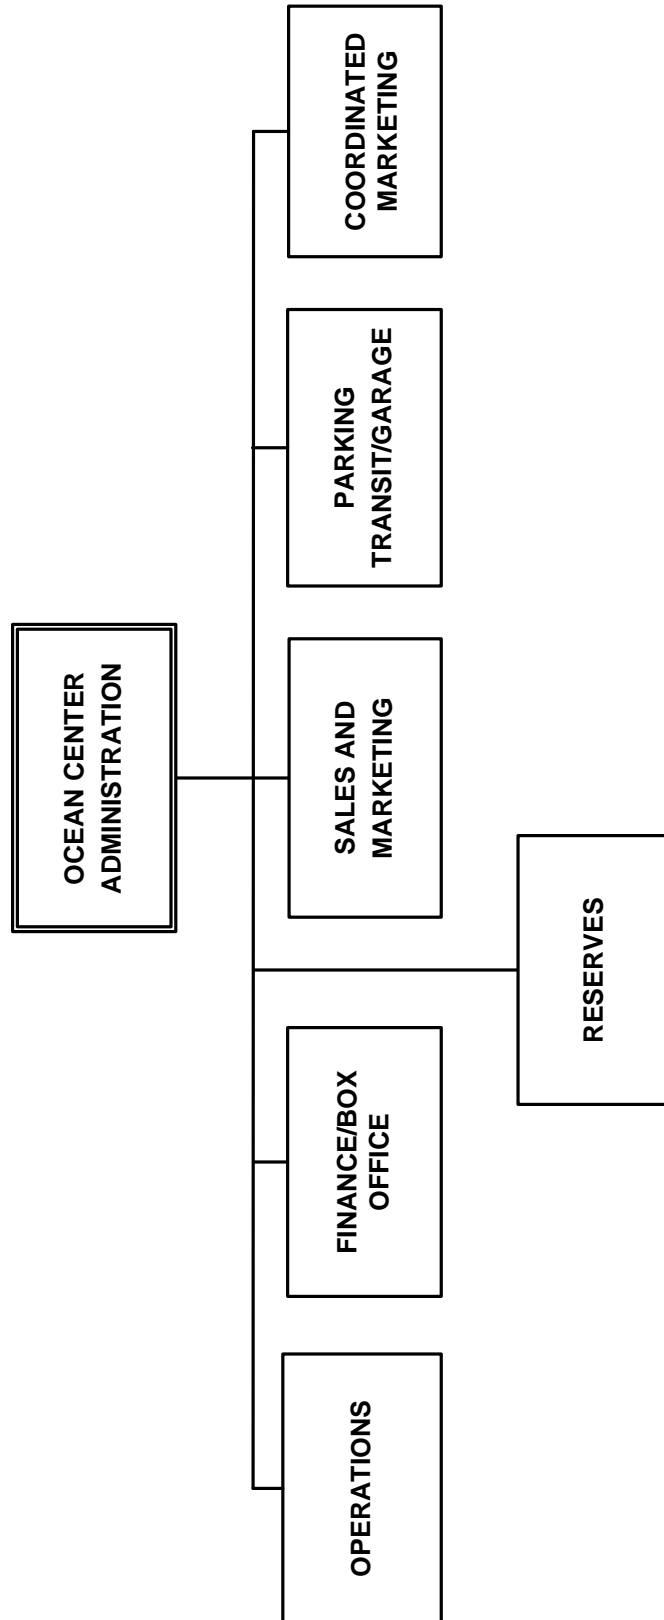 OCEAN CENTER
ADMINISTRATION
OPERATIONS
FINANCE/BOX
OFFICE
SALES AND
MARKETING
PARKING
TRANSIT/GARAGE
COORDINATED
MARKETING
RESERVES